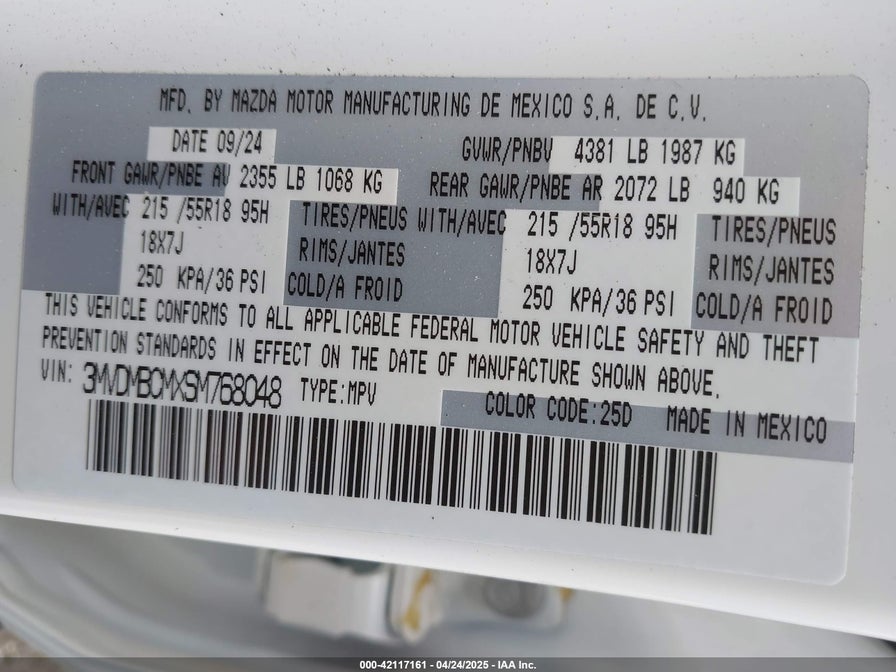 MFD. BY MAZDA MOTOR MANUFACTURING DE MEXICO S.A. DE C.V.
DATE 09/24 GVWR/PNBV 4381 LB 1987 KG
FRONT GAWR/PNBE AV 2355 LB 1068 KG REAR GAWR/PNBE AR 2072 LB 940 KG
WITH/AVEC 215 /55R18 95H TIRES/PNEUS WITH/AVEC 215 /55R18 95H TIRES/PNEUS
18X7J RIMS/JANTES 18X7J RIMS/JANTES
250 KPA/36 PSI COLD/A FROID 250 KPA/36 PSI COLD/A FROID
THIS VEHICLE CONFORMS TO ALL APPLICABLE FEDERAL MOTOR VEHICLE SAFETY AND THEFT
PREVENTION STANDARDS IN EFFECT ON THE DATE OF MANUFACTURE SHOWN ABOVE.
VIN: 3MVDMBCMXSM768048 TYPE:MPV COLOR CODE:25D MADE IN MEXICO
000-42117161 - 04/24/2025 - IAA Inc.